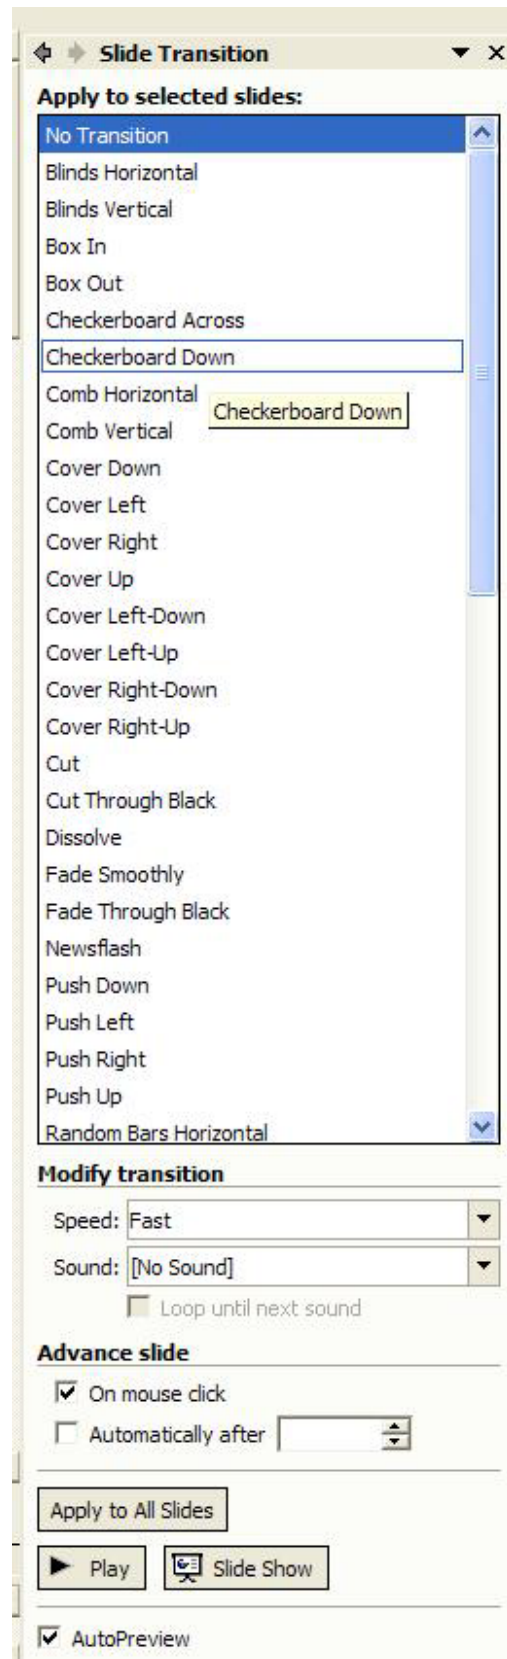 Slide Transition
Apply to selected slides:
No Transition
Blinds Horizontal
Blinds Vertical
Box In
Box Out
Checkerboard Across
Checkerboard Down
Comb Horizontal
Checkerboard Down
Comb Vertical
Cover Down
Cover Left
Cover Right
Cover Up
Cover Left-Down
Cover Left-Up
Cover Right-Down
Cover Right-Up
Cut
Cut Through Black
Dissolve
Fade Smoothly
Fade Through Black
Newsflash
Push Down
Push Left
Push Right
Push Up
Random Bars Horizontal
Modify transition
Speed: Fast
Sound: [No Sound]
Loop until next sound
Advance slide
On mouse click
Automatically after
Apply to All Slides
Play Slide Show
AutoPreview